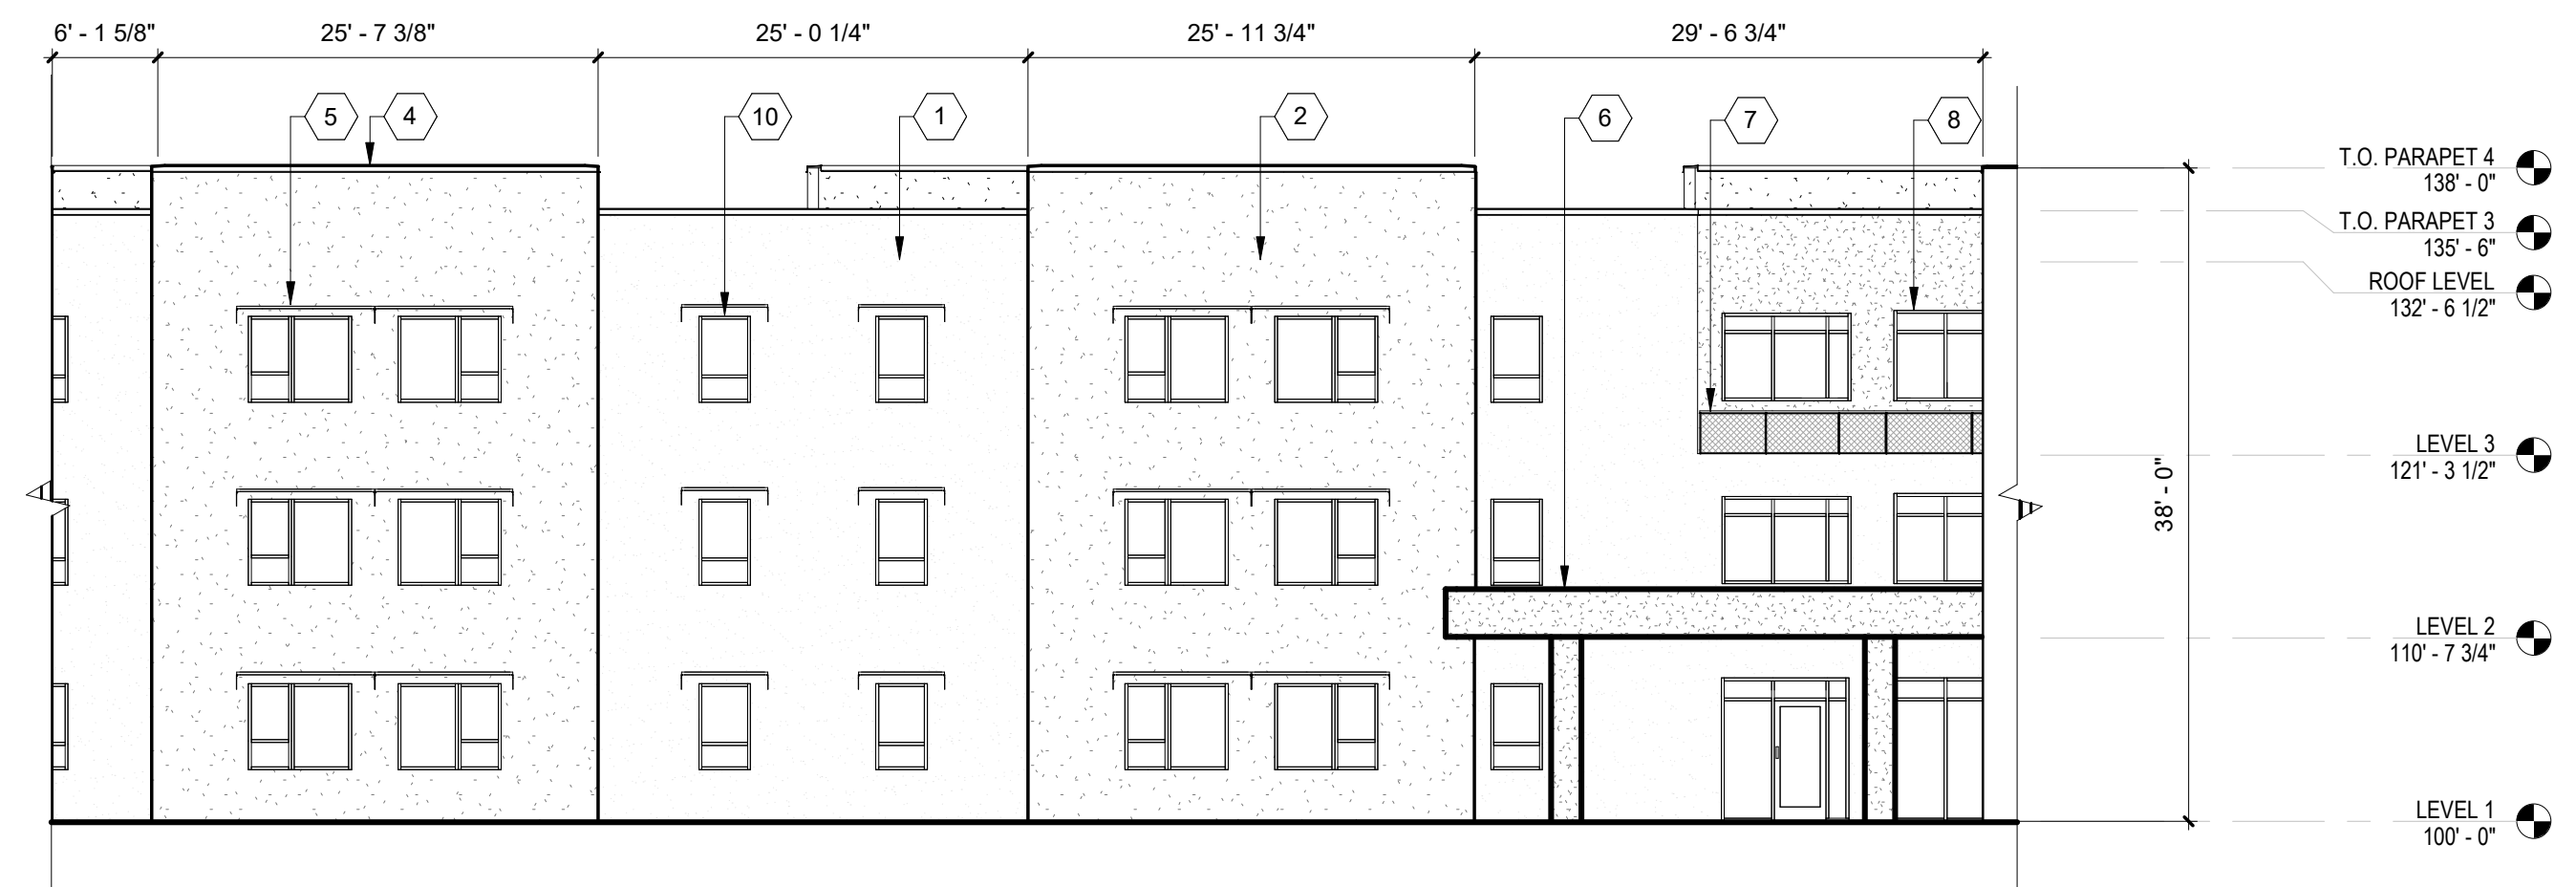 6' - 1 5/8"
25' - 7 3/8"
25' - 0 1/4"
25' - 11 3/4"
29' - 6 3/4"
5
4
10
1
2
6
7
8
T.O. PARAPET 4
138' - 0"
T.O. PARAPET 3
135' - 6"
ROOF LEVEL
132' - 6 1/2"
LEVEL 3
121' - 3 1/2"
38' - 0"
LEVEL 2
110' - 7 3/4"
LEVEL 1
100' - 0"